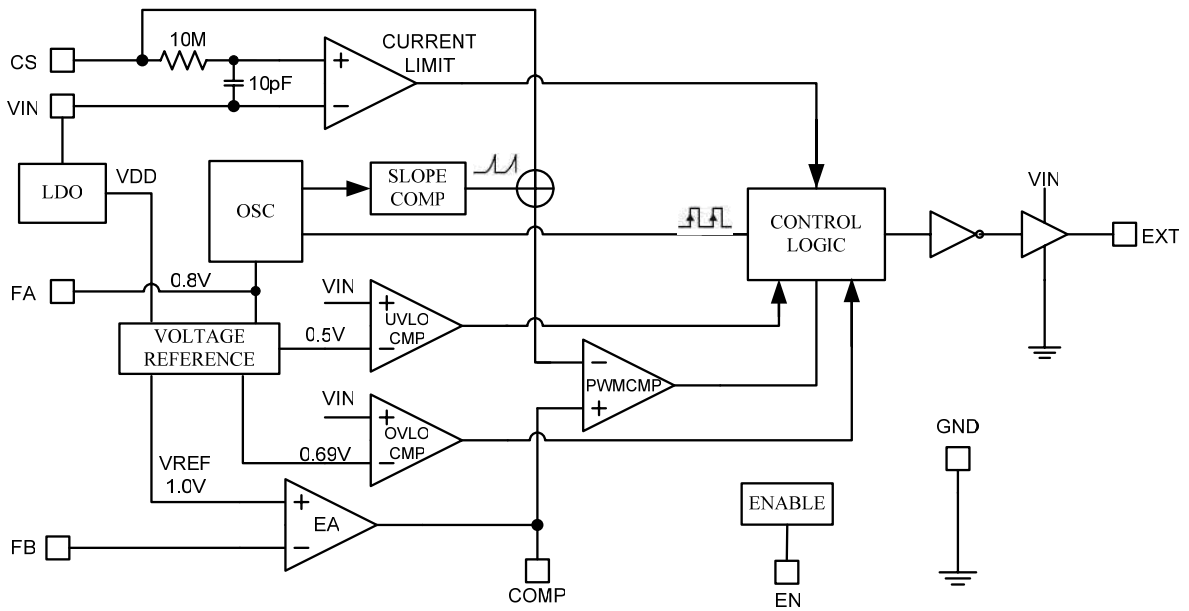 CS
10M
10pF
CURRENT
LIMIT
+
−
VIN
LDO
VDD
OSC
SLOPE
COMP
CONTROL
LOGIC
VIN
EXT
FA
0.8V
VOLTAGE
REFERENCE
0.5V
VIN
+
UVLO
CMP
−
PWMCMP
−
+
VIN
+
OVLO
CMP
−
0.69V
VREF
1.0V
+
EA
−
FB
COMP
ENABLE
EN
GND